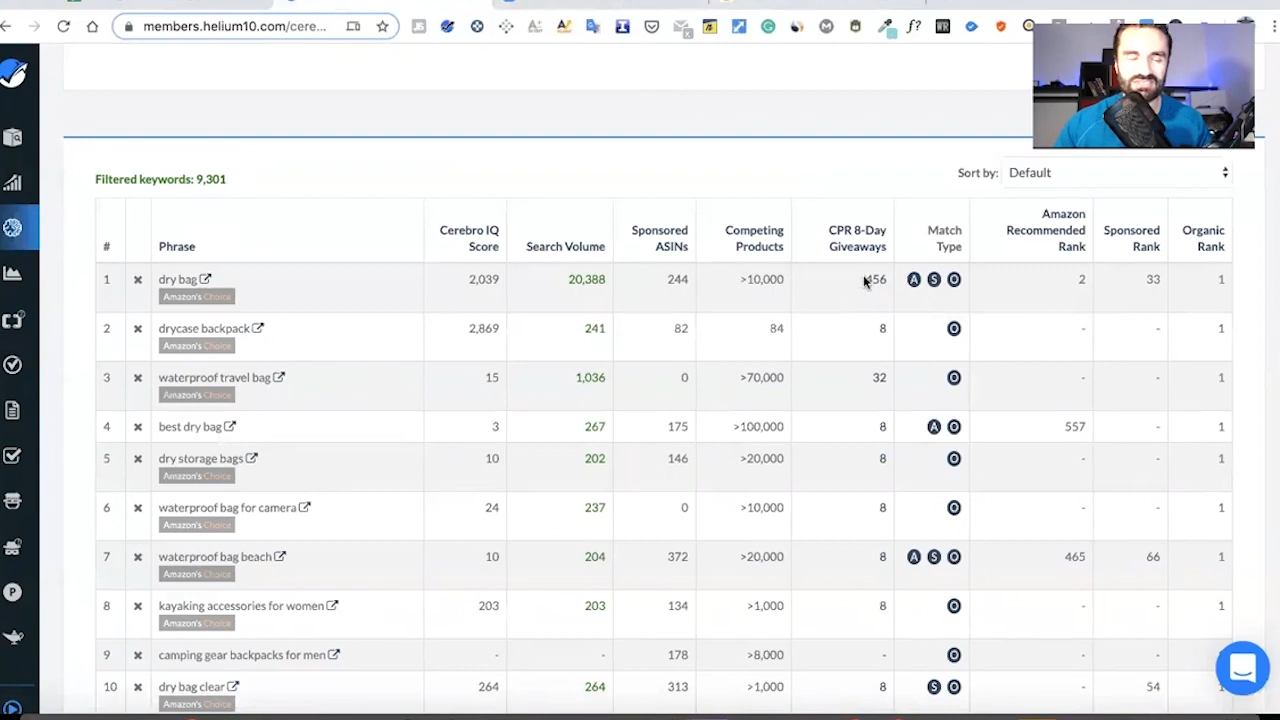 members.helium10.com/cere...
Filtered keywords: 9,301
Sort by: Default
# Phrase Cerebro IQ Score Search Volume Sponsored ASINs Competing Products CPR 8-Day Giveaways Match Type Amazon Recommended Rank Sponsored Rank Organic Rank
1 dry bag 2,039 20,388 244 >10,000 456 A S O 2 33 1
Amazon's Choice
2 drycase backpack 2,869 241 82 84 8 O - - 1
Amazon's Choice
3 waterproof travel bag 15 1,036 0 >70,000 32 O - - 1
Amazon's Choice
4 best dry bag 3 267 175 >100,000 8 A O 557 - 1
5 dry storage bags 10 202 146 >20,000 8 O - - 1
Amazon's Choice
6 waterproof bag for camera 24 237 0 >10,000 8 O - - 1
Amazon's Choice
7 waterproof bag beach 10 204 372 >20,000 8 A S O 465 66 1
Amazon's Choice
8 kayaking accessories for women 203 203 134 >1,000 8 O - - 1
Amazon's Choice
9 camping gear backpacks for men - - 178 >8,000 - O - -
10 dry bag clear 264 264 313 >1,000 8 S O - 54
Amazon's Choice